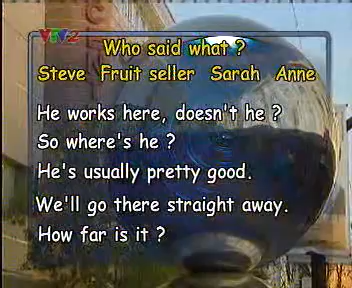 VTV2
Who said what ?
Steve Fruit seller Sarah Anne
He works here, doesn't he ?
So where's he ?
He's usually pretty good.
We'll go there straight away.
How far is it ?